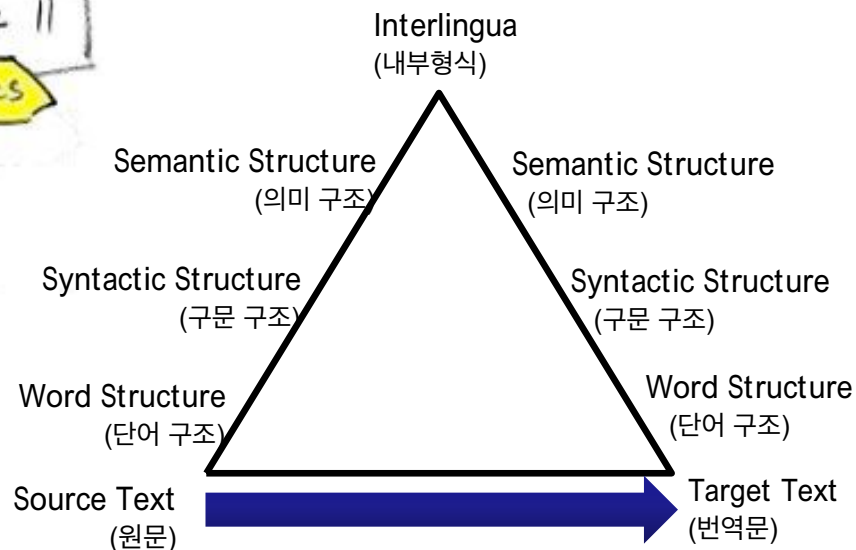 Interlingua
(내부형식)
Semantic Structure
(의미 구조)
Semantic Structure
(의미 구조)
Syntactic Structure
(구문 구조)
Syntactic Structure
(구문 구조)
Word Structure
(단어 구조)
Word Structure
(단어 구조)
Source Text
(원문)
Target Text
(번역문)